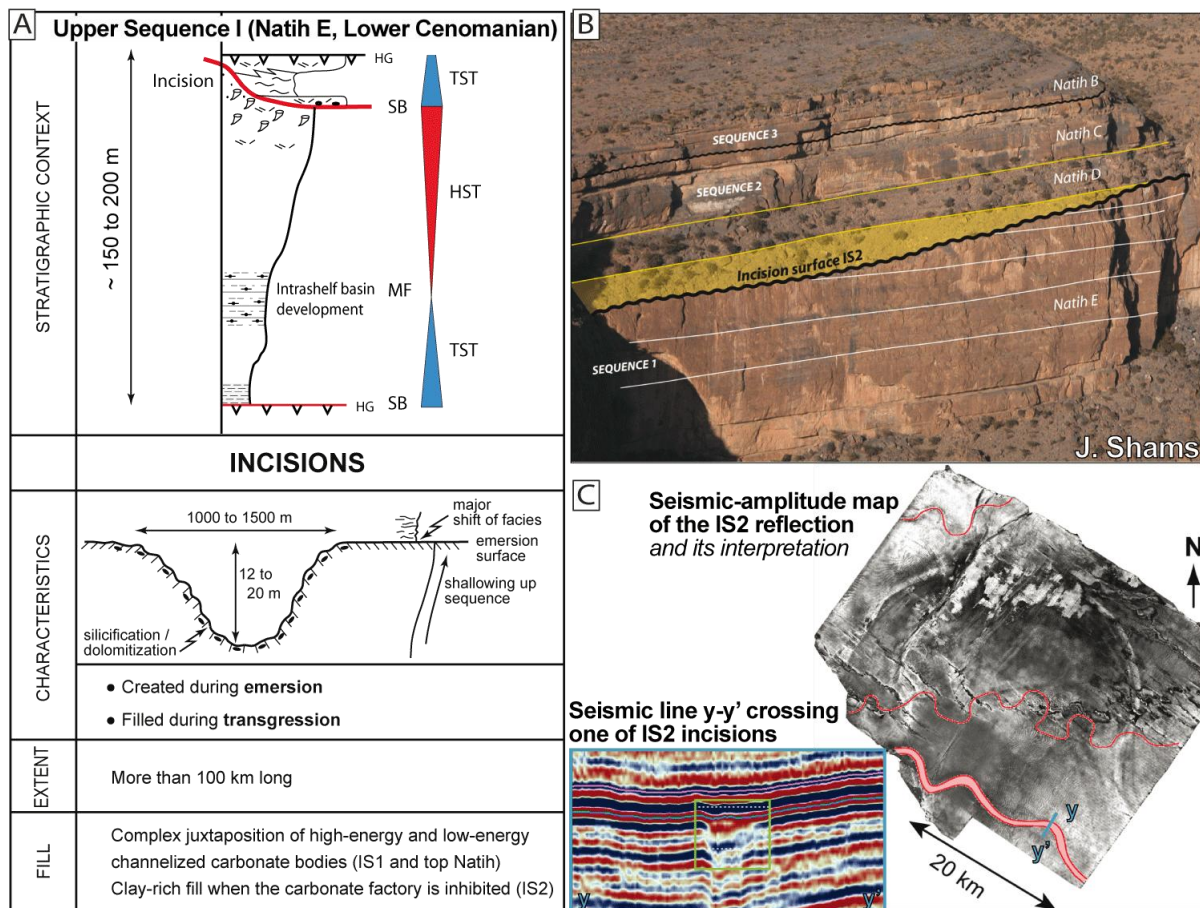 A
Upper Sequence I (Natih E, Lower Cenomanian)
STRATIGRAPHIC CONTEXT
~ 150 to 200 m
Incision
HG
TST
SB
HST
Intrashelf basin
development
MF
TST
HG
SB
INCISIONS
CHARACTERISTICS
1000 to 1500 m
12 to
20 m
silicification /
dolomitization
major
shift of facies
emersion
surface
shallowing up
sequence
● Created during emersion
● Filled during transgression
EXTENT
More than 100 km long
FILL
Complex juxtaposition of high-energy and low-energy
channelized carbonate bodies (IS1 and top Natih)
Clay-rich fill when the carbonate factory is inhibited (IS2)
B
Natih B
SEQUENCE 3
Natih C
SEQUENCE 2
Natih D
Incision surface IS2
Natih E
SEQUENCE 1
J. Shams
C
Seismic-amplitude map
of the IS2 reflection
and its interpretation
N
Seismic line y-y' crossing
one of IS2 incisions
y
y'
y
y'
20 km